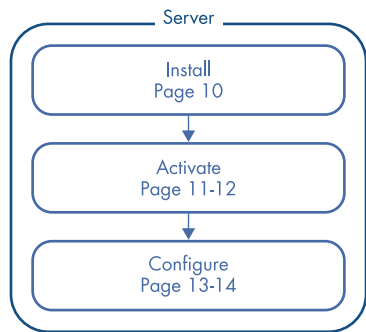 Server
Install
Page 10
Activate
Page 11-12
Configure
Page 13-14